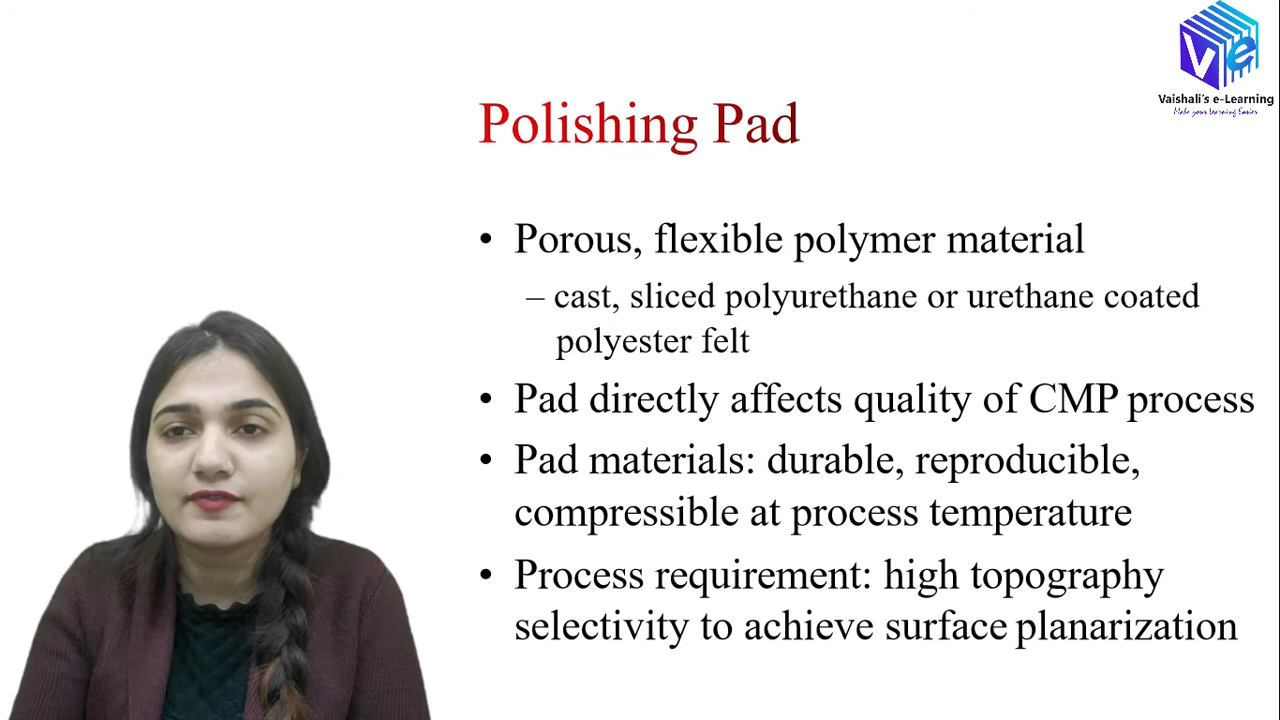 Ve
Vaishali's e-Learning
Make your Learning Easier
Polishing Pad
• Porous, flexible polymer material
– cast, sliced polyurethane or urethane coated
polyester felt
• Pad directly affects quality of CMP process
• Pad materials: durable, reproducible,
compressible at process temperature
• Process requirement: high topography
selectivity to achieve surface planarization